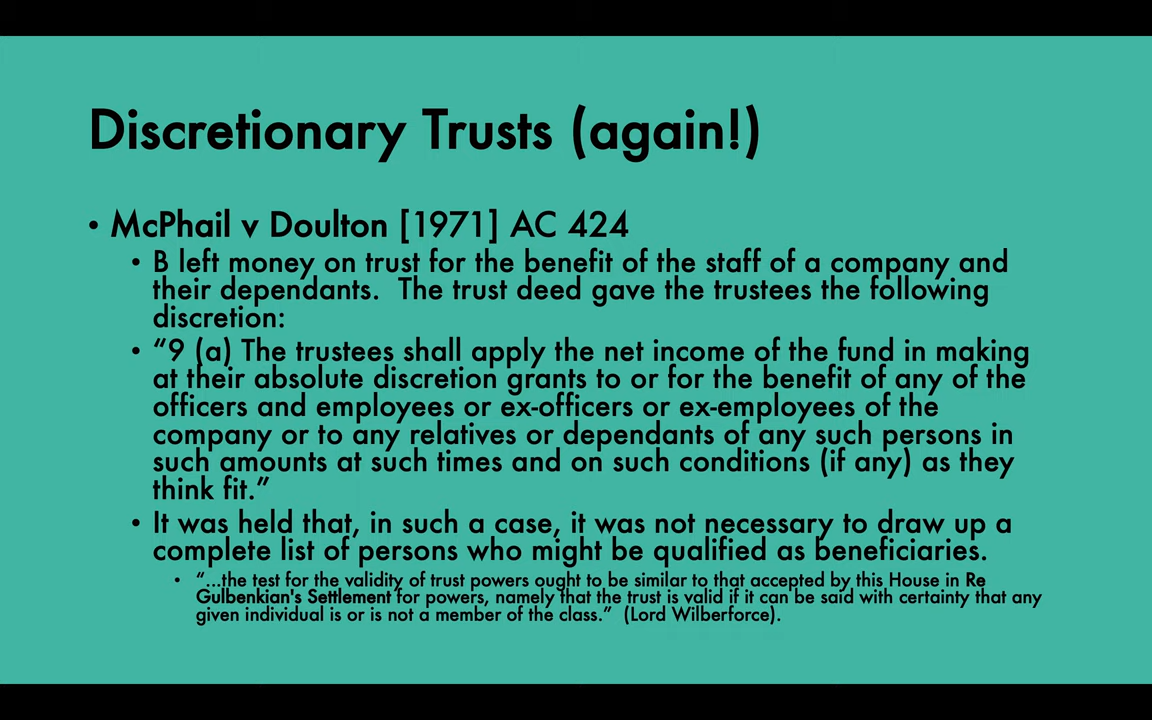 Discretionary Trusts (again!)
• McPhail v Doulton [1971] AC 424
• B left money on trust for the benefit of the staff of a company and
their dependants.  The trust deed gave the trustees the following
discretion:
• “9 (a) The trustees shall apply the net income of the fund in making
at their absolute discretion grants to or for the benefit of any of the
officers and employees or ex-officers or ex-employees of the
company or to any relatives or dependants of any such persons in
such amounts at such times and on such conditions (if any) as they
think fit.”
• It was held that, in such a case, it was not necessary to draw up a
complete list of persons who might be qualified as beneficiaries.
• “…the test for the validity of trust powers ought to be similar to that accepted by this House in Re
Gulbenkian's Settlement for powers, namely that the trust is valid if it can be said with certainty that any
given individual is or is not a member of the class.”  (Lord Wilberforce).